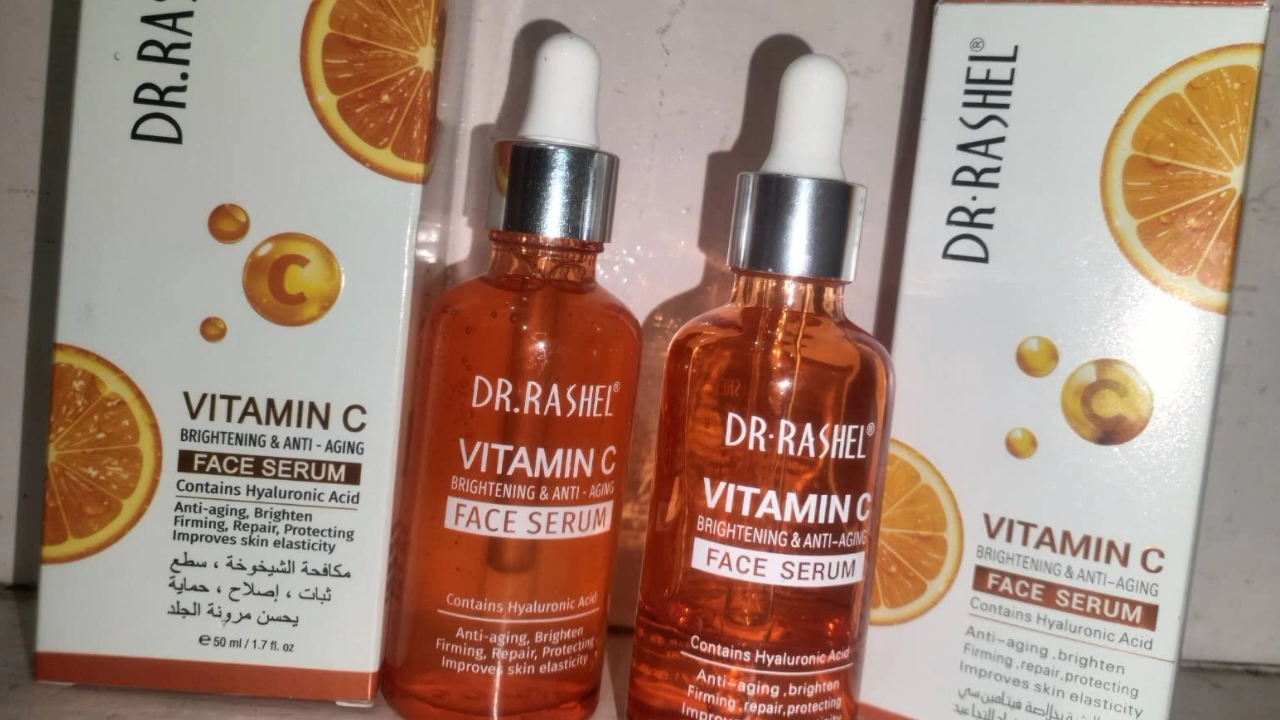 DR.RAS
C
VITAMIN C
BRIGHTENING & ANTI - AGING
FACE SERUM
Contains Hyaluronic Acid
Anti-aging, Brighten
Firming, Repair, Protecting
Improves skin elasticity
مكافحة الشيخوخة ، سطع
ثبات ، إصلاح ، حماية
يحسن مرونة الجلد
e 50 ml / 1.7 fl. oz
DR.RASHEL®
VITAMIN C
BRIGHTENING & ANTI - AGING
FACE SERUM
Contains Hyaluronic Acid
Anti-aging, Brighten
Firming, Repair, Protecting
Improves skin elasticity
DR·RASHEL®
VITAMIN C
BRIGHTENING & ANTI-AGING
FACE SERUM
Contains Hyaluronic Acid
Anti-aging ,brighten
Firming ,repair,protecting
Improves skin elasticity
DR·RASHEL®
C
VITAMIN C
BRIGHTENING & ANTI-AGING
FACE SERUM
Contains Hyaluronic Acid
Anti-aging ,brighten
Firming ,repair,protecting
Improves skin elasticity